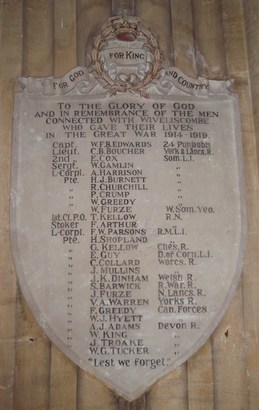 FOR KING
FOR GOD AND COUNTRY
TO THE GLORY OF GOD
AND IN REMEMBRANCE OF THE MEN
CONNECTED WITH WIVELISCOMBE
WHO GAVE THEIR LIVES
IN THE GREAT WAR 1914-1919.
Capt. W.F.B.EDWARDS 24 Punjabis
Lieut. C.B.BOUCHER York & Lancs. R.
2nd " E.COX Som. L.I.
Sergt. W.GAMLIN "
L-Corpl. A.HARRISON "
Pte. H.J.BURNETT "
" R.CHURCHILL "
" P.CRUMP "
" W.GREEDY "
" W.FURZE W.Som.Yeo.
1st.Cl.P.O. T.KELLOW R.N.
Stoker F.ARTHUR "
L-Corpl. F.W.PARSONS R.M.L.I.
Pte. H.SHOPLAND "
" G.KELLOW Ches. R.
" E.GUY D.of Corn.L.I.
" C.COLLARD Worcs. R.
" J.MULLINS "
" J.K.DINHAM Welsh R.
" S.BARWICK R.War. R.
" J.FURZE N.Lancs. R.
" V.A.WARREN Yorks R.
" F.GREEDY Can. Forces
" W.J.HYETT
" A.J.ADAMS Devon R.
" W.KING "
" J.TROAKE "
" W.G.TUCKER "
"Lest we forget."